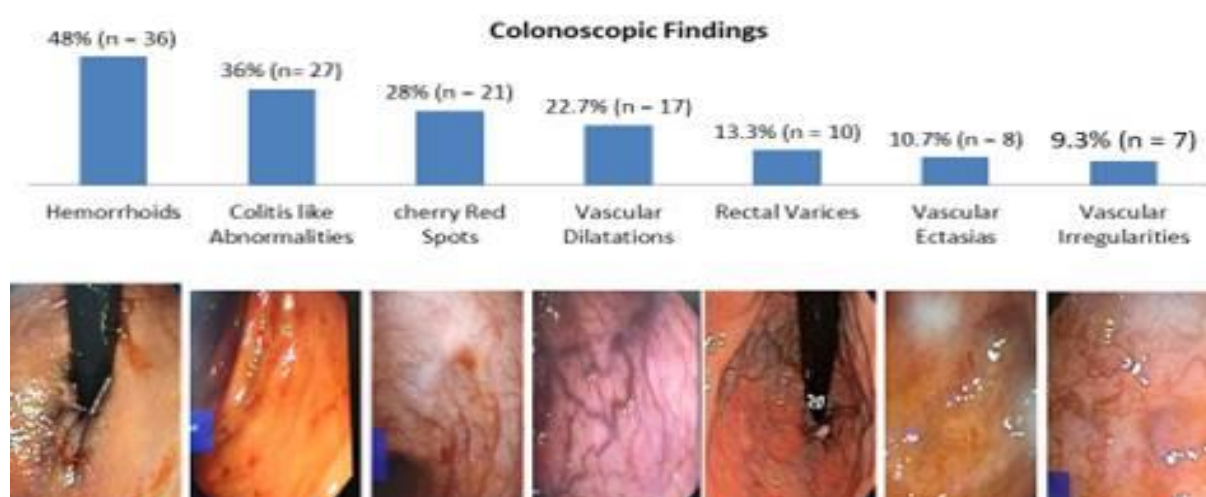 Colonoscopic Findings
48% (n – 36)
36% (n= 27)
28% (n – 21)
22.7% (n – 17)
13.3% (n = 10)
10.7% (n – 8)
9.3% (n = 7)
Hemorrhoids
Colitis like
Abnormalities
cherry Red
Spots
Vascular
Dilatations
Rectal Varices
Vascular
Ectasias
Vascular
Irregularities